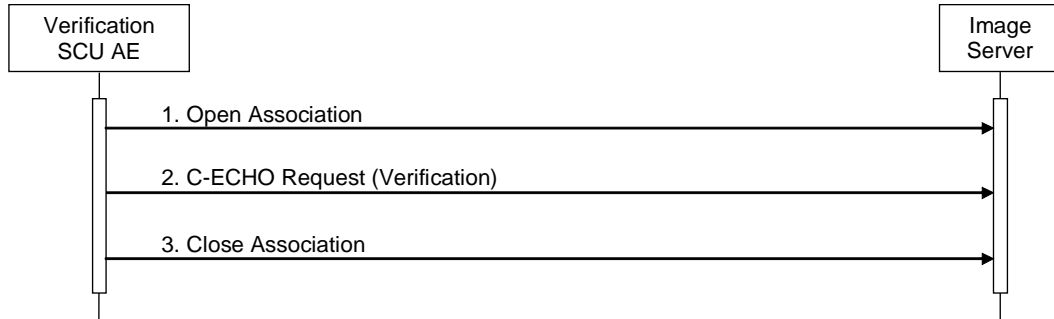 Verification
SCU AE
Image
Server
1. Open Association
2. C-ECHO Request (Verification)
3. Close Association